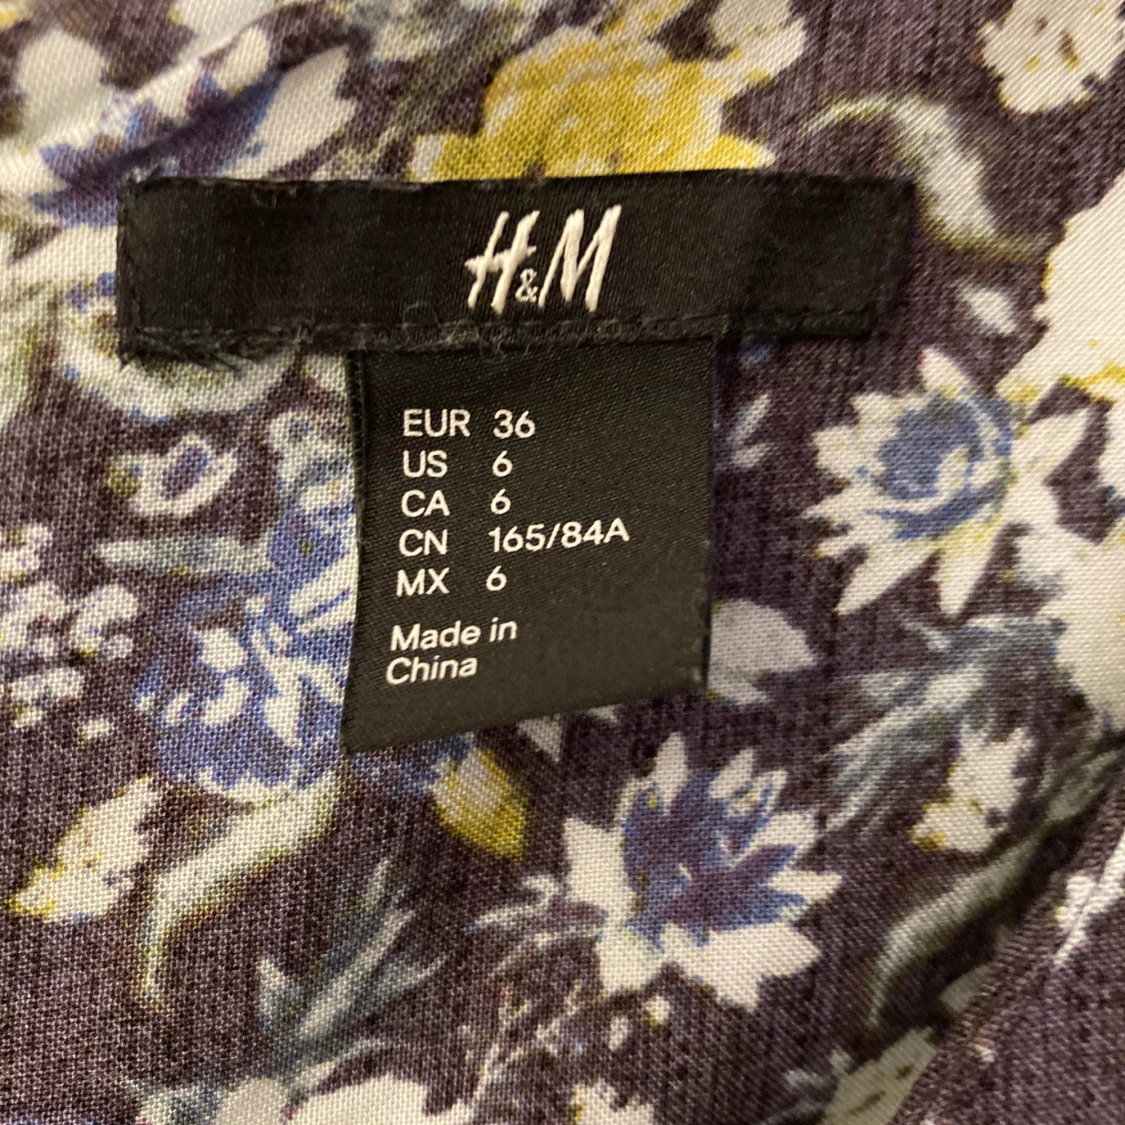 H&M
EUR 36
US 6
CA 6
CN 165/84A
MX 6
Made in
China